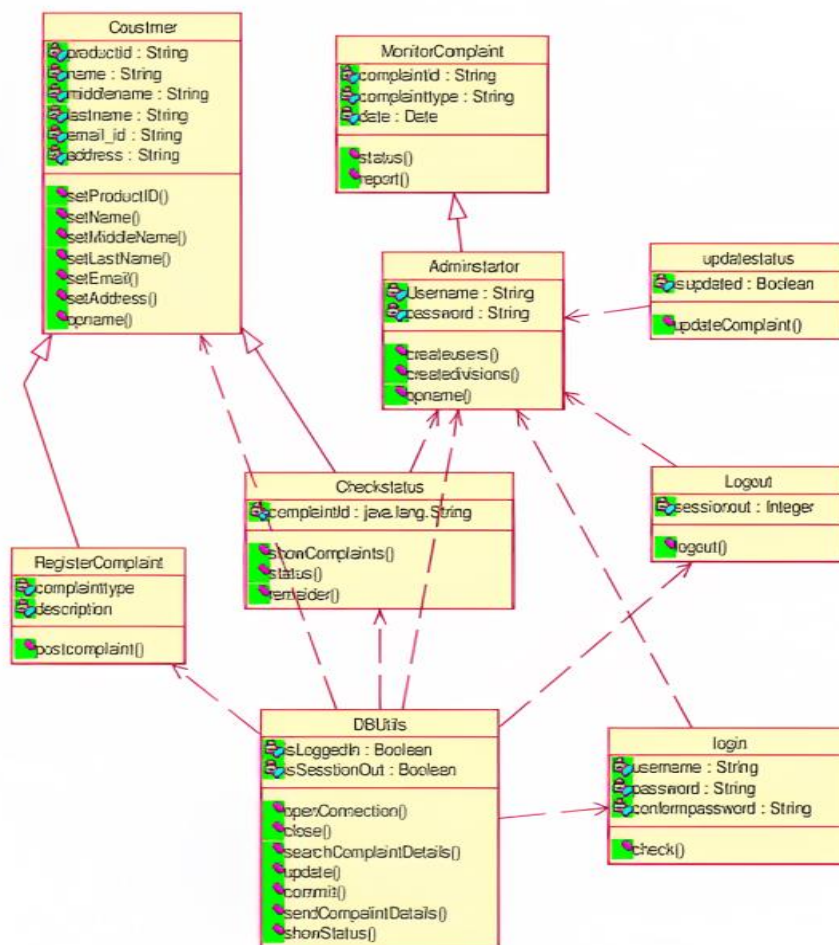 Coustmer
productid : String
name : String
middlename : String
lastname : String
email_id : String
address : String
setProductID()
setName()
setMiddleName()
setLastName()
setEmail()
setAddress()
opname()
MonitorComplaint
complaintid : String
complainttype : String
date : Date
status()
report()
Adminstartor
Username : String
password : String
createusers()
createdivisions()
opname()
updatestatus
isupdated : Boolean
updateComplaint()
Checkstatus
complaintId : java.lang.String
showComplaints()
status()
remaider()
Logout
sessionout : Integer
logout()
RegisterComplaint
complainttype
description
postcomplaint()
DBUtils
isLoggedIn : Boolean
isSesstionOut : Boolean
openConnection()
close()
searchComplaintDetails()
update()
commit()
sendCompaintDetails()
showStatus()
login
username : String
password : String
conformpassword : String
check()